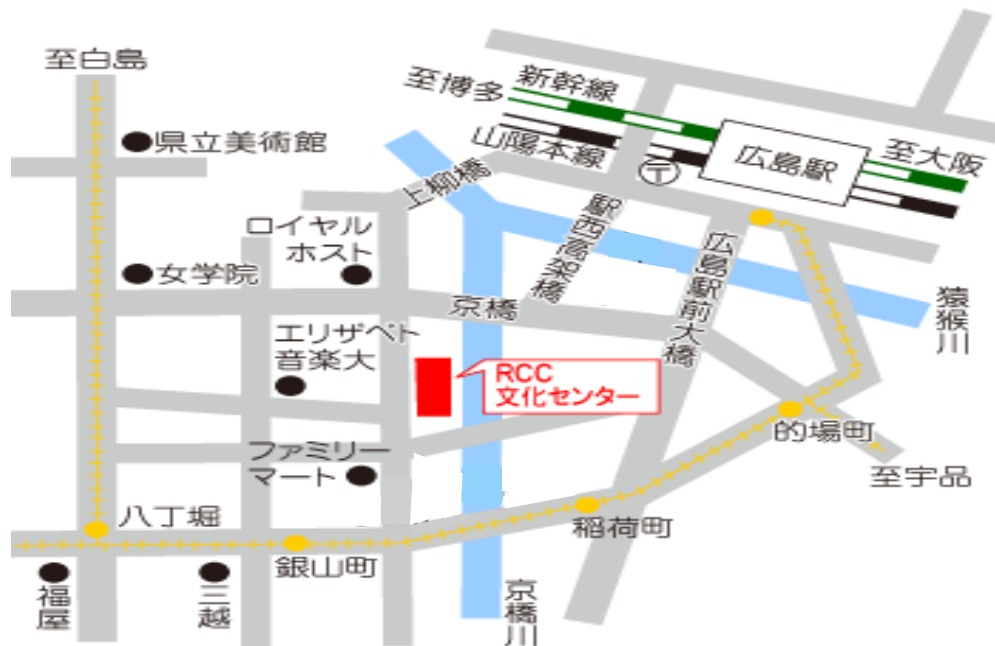 至白島
県立美術館
女学院
ロイヤル
ホスト
エリザベト
音楽大
ファミリー
マート
八丁堀
福屋
三越
銀山町
稲荷町
的場町
至宇品
京橋川
猿猴川
RCC
文化センター
京橋
上柳橋
駅西高架橋
広島駅前大橋
至博多
新幹線
山陽本線
〒
広島駅
至大阪